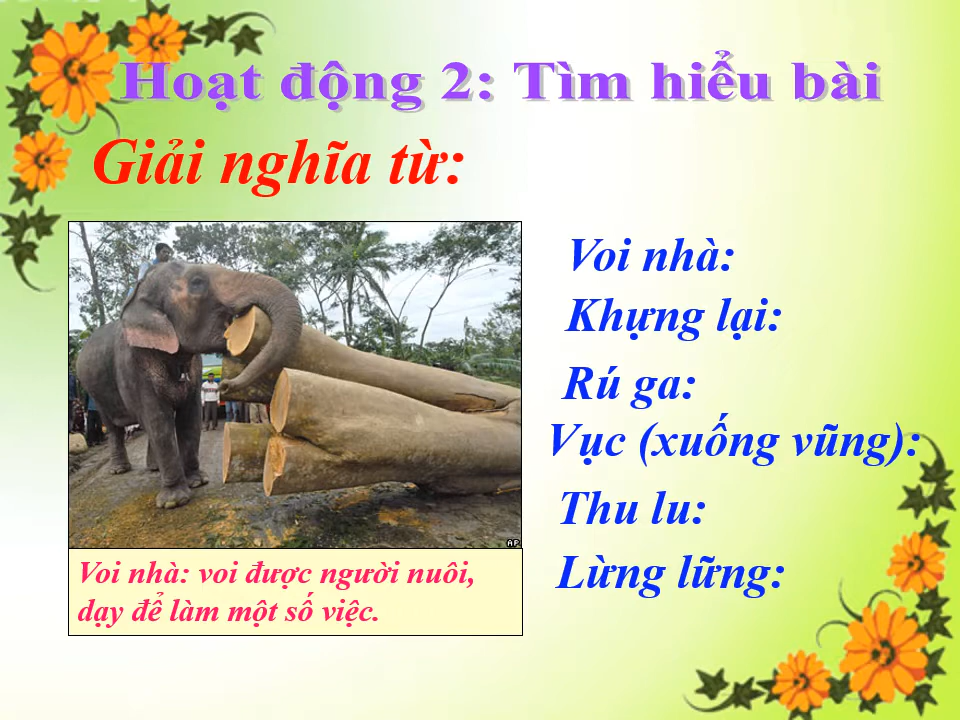 Hoạt động 2: Tìm hiểu bài
Giải nghĩa từ:
Voi nhà:
Khựng lại:
Rú ga:
Vục (xuống vũng):
Thu lu:
Lừng lững:
AP
Voi nhà: voi được người nuôi,
dạy để làm một số việc.